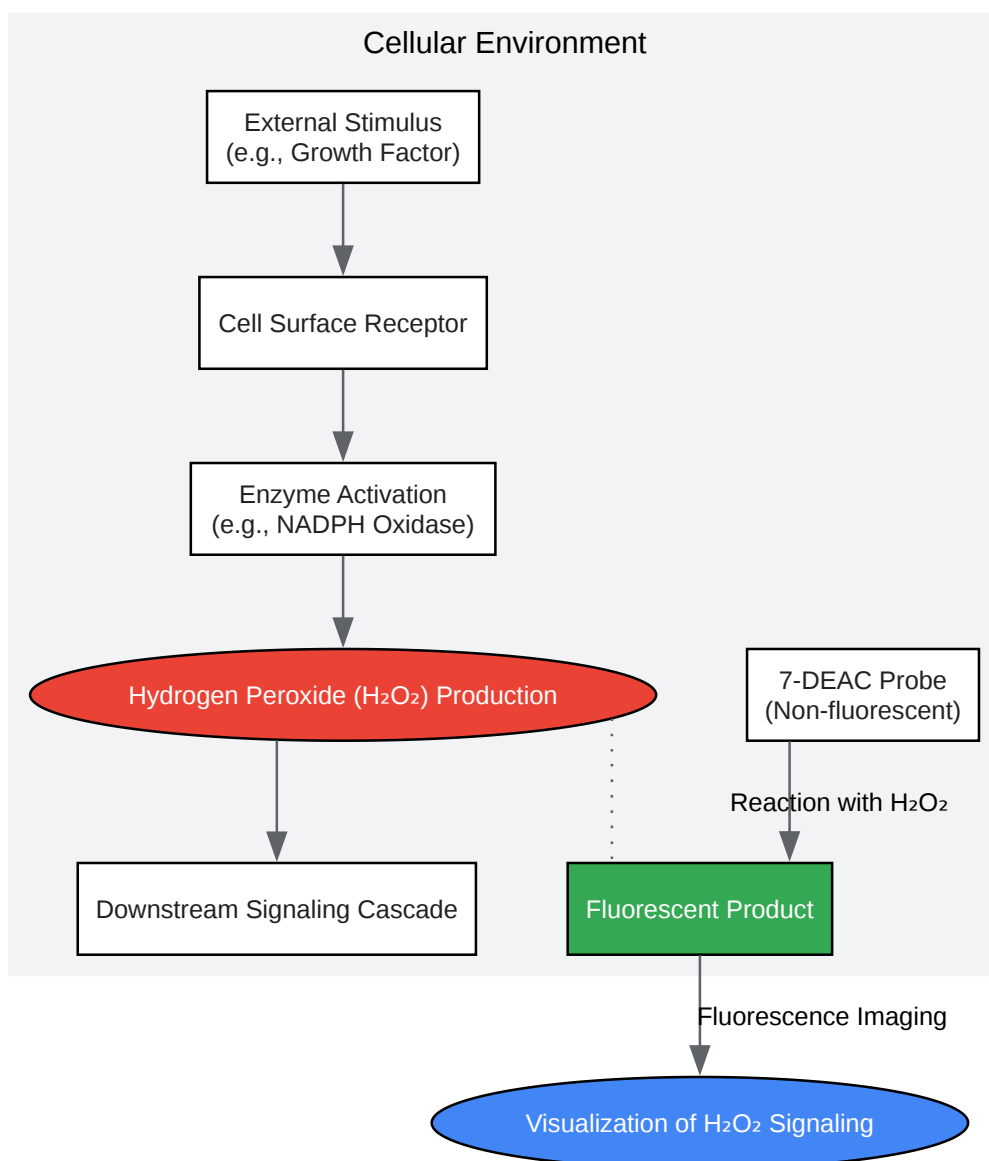 Cellular Environment
External Stimulus
(e.g., Growth Factor)
Cell Surface Receptor
Enzyme Activation
(e.g., NADPH Oxidase)
Hydrogen Peroxide (H₂O₂) Production
7-DEAC Probe
(Non-fluorescent)
Reaction with H₂O₂
Downstream Signaling Cascade
Fluorescent Product
Fluorescence Imaging
Visualization of H₂O₂ Signaling